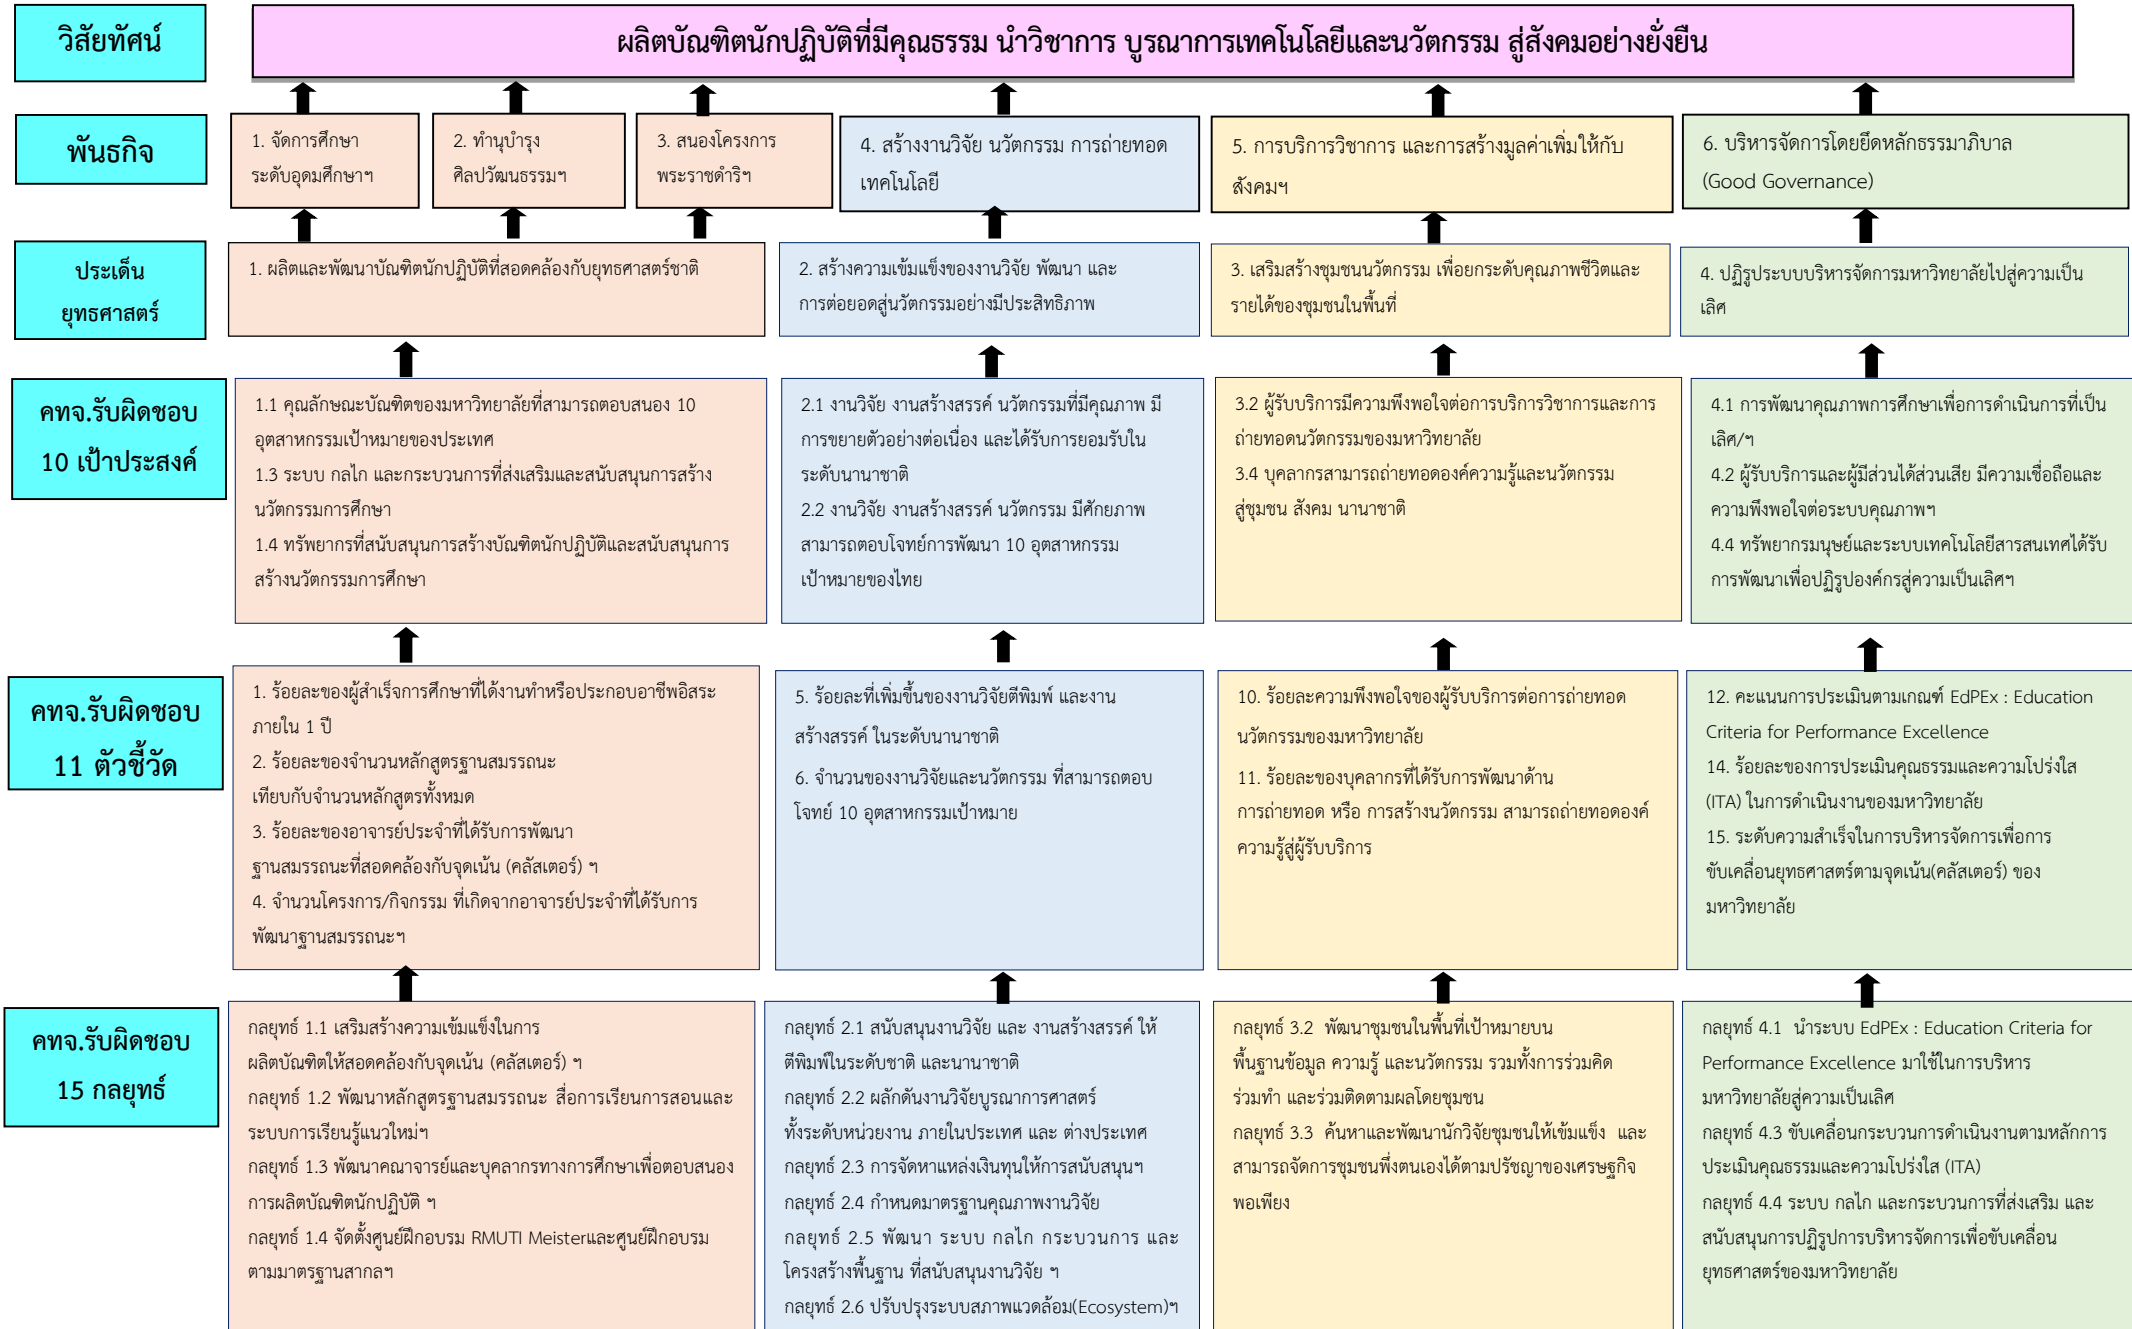 วิสัยทัศน์
ผลิตบัณฑิตนักปฏิบัติที่มีคุณธรรม นำวิชาการ บูรณาการเทคโนโลยีและนวัตกรรม สู่สังคมอย่างยั่งยืน
พันธกิจ
1. จัดการศึกษา
ระดับอุดมศึกษาฯ
2. ทำนุบำรุง
ศิลปวัฒนธรรมฯ
3. สนองโครงการ
พระราชดำริฯ
4. สร้างงานวิจัย นวัตกรรม การถ่ายทอด
เทคโนโลยี
5. การบริการวิชาการ และการสร้างมูลค่าเพิ่มให้กับ
สังคมฯ
6. บริหารจัดการโดยยึดหลักธรรมาภิบาล
(Good Governance)
ประเด็น
ยุทธศาสตร์
1. ผลิตและพัฒนาบัณฑิตนักปฏิบัติที่สอดคล้องกับยุทธศาสตร์ชาติ
2. สร้างความเข้มแข็งของงานวิจัย พัฒนา และ
การต่อยอดสู่นวัตกรรมอย่างมีประสิทธิภาพ
3. เสริมสร้างชุมชนนวัตกรรม เพื่อยกระดับคุณภาพชีวิตและ
รายได้ของชุมชนในพื้นที่
4. ปฏิรูประบบบริหารจัดการมหาวิทยาลัยไปสู่ความเป็น
เลิศ
คทจ.รับผิดชอบ
10 เป้าประสงค์
1.1 คุณลักษณะบัณฑิตของมหาวิทยาลัยที่สามารถตอบสนอง 10
อุตสาหกรรมเป้าหมายของประเทศ
1.3 ระบบ กลไก และกระบวนการที่ส่งเสริมและสนับสนุนการสร้าง
นวัตกรรมการศึกษา
1.4 ทรัพยากรที่สนับสนุนการสร้างบัณฑิตนักปฏิบัติและสนับสนุนการ
สร้างนวัตกรรมการศึกษา
2.1 งานวิจัย งานสร้างสรรค์ นวัตกรรมที่มีคุณภาพ มี
การขยายตัวอย่างต่อเนื่อง และได้รับการยอมรับใน
ระดับนานาชาติ
2.2 งานวิจัย งานสร้างสรรค์ นวัตกรรม มีศักยภาพ
สามารถตอบโจทย์การพัฒนา 10 อุตสาหกรรม
เป้าหมายของไทย
3.2 ผู้รับบริการมีความพึงพอใจต่อการบริการวิชาการและการ
ถ่ายทอดนวัตกรรมของมหาวิทยาลัย
3.4 บุคลากรสามารถถ่ายทอดองค์ความรู้และนวัตกรรม
สู่ชุมชน สังคม นานาชาติ
4.1 การพัฒนาคุณภาพการศึกษาเพื่อการดำเนินการที่เป็น
เลิศ/ฯ
4.2 ผู้รับบริการและผู้มีส่วนได้ส่วนเสีย มีความเชื่อถือและ
ความพึงพอใจต่อระบบคุณภาพฯ
4.4 ทรัพยากรมนุษย์และระบบเทคโนโลยีสารสนเทศได้รับ
การพัฒนาเพื่อปฏิรูปองค์กรสู่ความเป็นเลิศฯ
คทจ.รับผิดชอบ
11 ตัวชี้วัด
1. ร้อยละของผู้สำเร็จการศึกษาที่ได้งานทำหรือประกอบอาชีพอิสระ
ภายใน 1 ปี
2. ร้อยละของจำนวนหลักสูตรฐานสมรรถนะ
เทียบกับจำนวนหลักสูตรทั้งหมด
3. ร้อยละของอาจารย์ประจำที่ได้รับการพัฒนา
ฐานสมรรถนะที่สอดคล้องกับจุดเน้น (คลัสเตอร์) ฯ
4. จำนวนโครงการ/กิจกรรม ที่เกิดจากอาจารย์ประจำที่ได้รับการ
พัฒนาฐานสมรรถนะฯ
5. ร้อยละที่เพิ่มขึ้นของงานวิจัยตีพิมพ์ และงาน
สร้างสรรค์ ในระดับนานาชาติ
6. จำนวนของงานวิจัยและนวัตกรรม ที่สามารถตอบ
โจทย์ 10 อุตสาหกรรมเป้าหมาย
10. ร้อยละความพึงพอใจของผู้รับบริการต่อการถ่ายทอด
นวัตกรรมของมหาวิทยาลัย
11. ร้อยละของบุคลากรที่ได้รับการพัฒนาด้าน
การถ่ายทอด หรือ การสร้างนวัตกรรม สามารถถ่ายทอดองค์
ความรู้สู่ผู้รับบริการ
12. คะแนนการประเมินตามเกณฑ์ EdPEx : Education
Criteria for Performance Excellence
14. ร้อยละของการประเมินคุณธรรมและความโปร่งใส
(ITA) ในการดำเนินงานของมหาวิทยาลัย
15. ระดับความสำเร็จในการบริหารจัดการเพื่อการ
ขับเคลื่อนยุทธศาสตร์ตามจุดเน้น(คลัสเตอร์) ของ
มหาวิทยาลัย
คทจ.รับผิดชอบ
15 กลยุทธ์
กลยุทธ์ 1.1 เสริมสร้างความเข้มแข็งในการ
ผลิตบัณฑิตให้สอดคล้องกับจุดเน้น (คลัสเตอร์) ฯ
กลยุทธ์ 1.2 พัฒนาหลักสูตรฐานสมรรถนะ สื่อการเรียนการสอนและ
ระบบการเรียนรู้แนวใหม่ฯ
กลยุทธ์ 1.3 พัฒนาคณาจารย์และบุคลากรทางการศึกษาเพื่อตอบสนอง
การผลิตบัณฑิตนักปฏิบัติ ฯ
กลยุทธ์ 1.4 จัดตั้งศูนย์ฝึกอบรม RMUTI Meisterและศูนย์ฝึกอบรม
ตามมาตรฐานสากลฯ
กลยุทธ์ 2.1 สนับสนุนงานวิจัย และ งานสร้างสรรค์ ให้
ตีพิมพ์ในระดับชาติ และนานาชาติ
กลยุทธ์ 2.2 ผลักดันงานวิจัยบูรณาการศาสตร์
ทั้งระดับหน่วยงาน ภายในประเทศ และ ต่างประเทศ
กลยุทธ์ 2.3 การจัดหาแหล่งเงินทุนให้การสนับสนุนฯ
กลยุทธ์ 2.4 กำหนดมาตรฐานคุณภาพงานวิจัย
กลยุทธ์ 2.5 พัฒนา ระบบ กลไก กระบวนการ และ
โครงสร้างพื้นฐาน ที่สนับสนุนงานวิจัย ฯ
กลยุทธ์ 2.6 ปรับปรุงระบบสภาพแวดล้อม(Ecosystem)ฯ
กลยุทธ์ 3.2 พัฒนาชุมชนในพื้นที่เป้าหมายบน
พื้นฐานข้อมูล ความรู้ และนวัตกรรม รวมทั้งการร่วมคิด
ร่วมทำ และร่วมติดตามผลโดยชุมชน
กลยุทธ์ 3.3 ค้นหาและพัฒนานักวิจัยชุมชนให้เข้มแข็ง และ
สามารถจัดการชุมชนพึ่งตนเองได้ตามปรัชญาของเศรษฐกิจ
พอเพียง
กลยุทธ์ 4.1 นำระบบ EdPEx : Education Criteria for
Performance Excellence มาใช้ในการบริหาร
มหาวิทยาลัยสู่ความเป็นเลิศ
กลยุทธ์ 4.3 ขับเคลื่อนกระบวนการดำเนินงานตามหลักการ
ประเมินคุณธรรมและความโปร่งใส (ITA)
กลยุทธ์ 4.4 ระบบ กลไก และกระบวนการที่ส่งเสริม และ
สนับสนุนการปฏิรูปการบริหารจัดการเพื่อขับเคลื่อน
ยุทธศาสตร์ของมหาวิทยาลัย